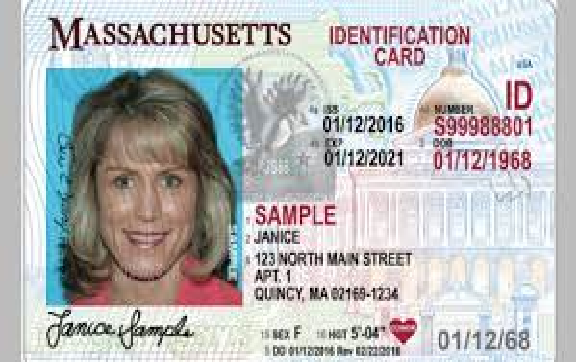 MASSACHUSETTS
IDENTIFICATION
CARD
USA
ID
4a ISS
NUMBER
01/12/2016
S99988801
4b EXP
3 DOB
01/12/2021
01/12/1968
1 SAMPLE
2 JANICE
8 123 NORTH MAIN STREET
APT. 1
QUINCY, MA 02169-1234
Janice Sample
15 SEX F 16 HGT 5'-04"
01/12/68
5 DD 01/12/2016 Rev 02/22/2016